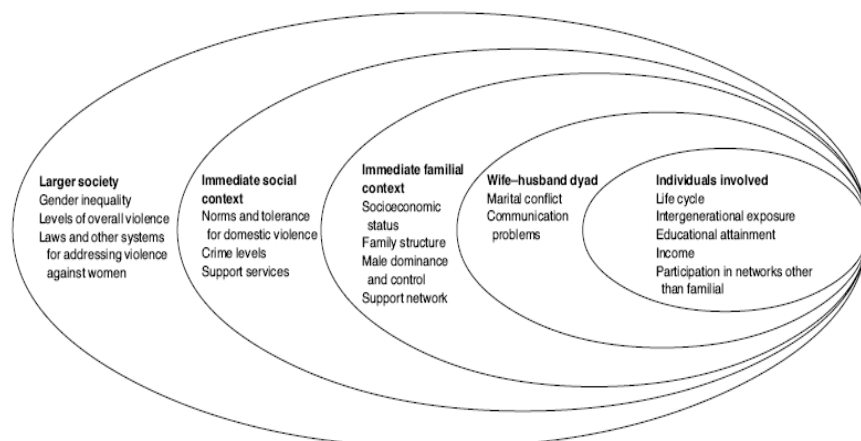 Larger society
Gender inequality
Levels of overall violence
Laws and other systems
for addressing violence
against women
Immediate social
context
Norms and tolerance
for domestic violence
Crime levels
Support services
Immediate familial
context
Socioeconomic
status
Family structure
Male dominance
and control
Support network
Wife–husband dyad
Marital conflict
Communication
problems
Individuals involved
Life cycle
Intergenerational exposure
Educational attainment
Income
Participation in networks other
than familial